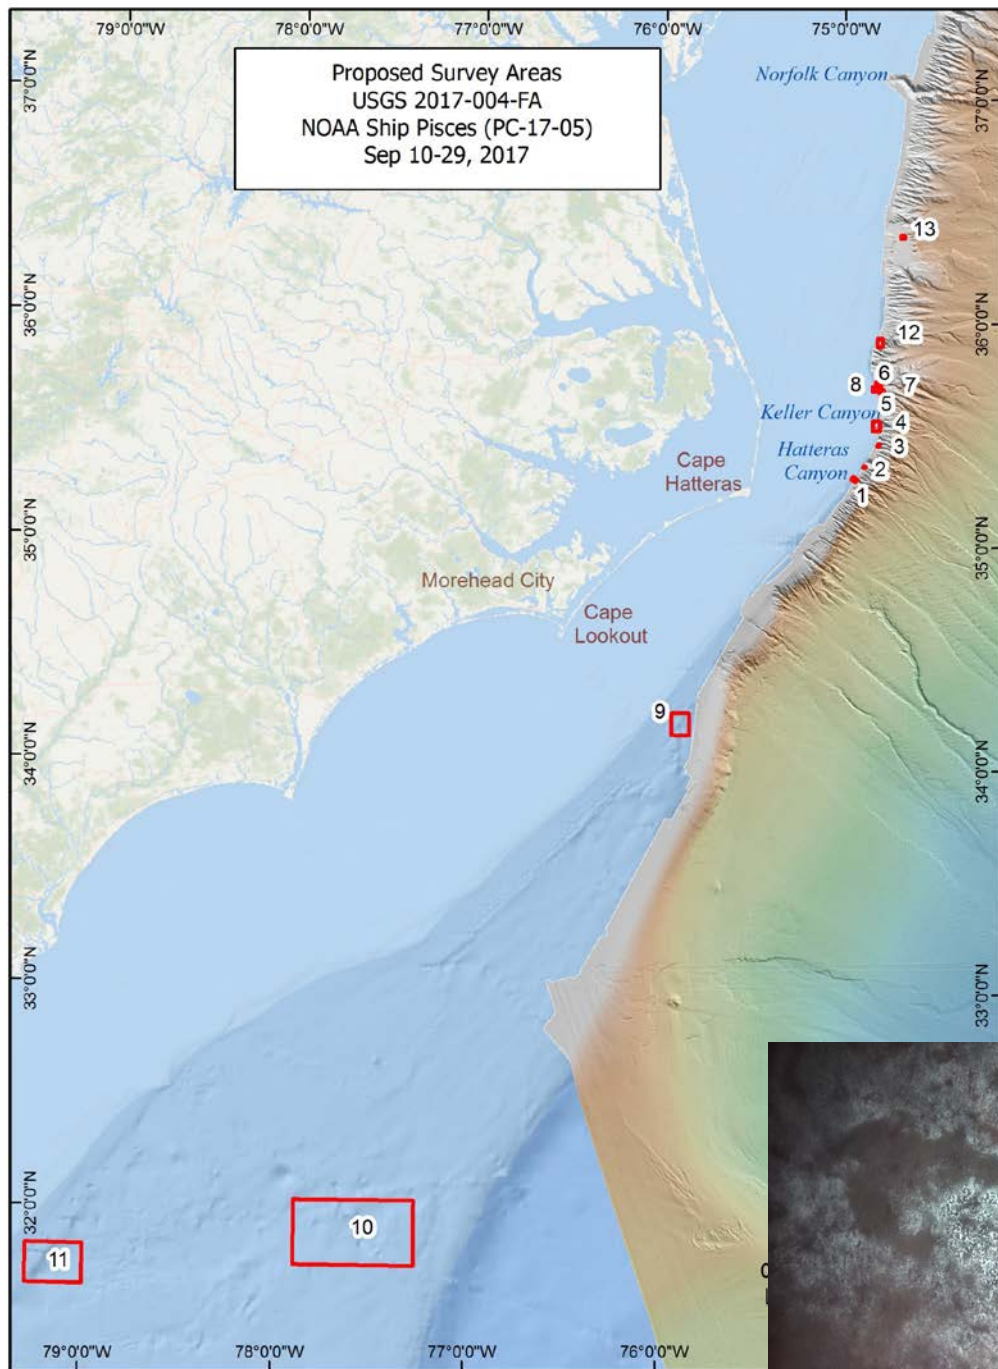 79°0'0"W
78°0'0"W
77°0'0"W
76°0'0"W
75°0'0"W
Proposed Survey Areas
USGS 2017-004-FA
NOAA Ship Pisces (PC-17-05)
Sep 10-29, 2017
Norfolk Canyon
37°0'0"N
37°0'0"N
13
36°0'0"N
36°0'0"N
12
6
8
7
5
Keller Canyon
4
3
Hatteras
Canyon
2
1
Cape
Hatteras
35°0'0"N
35°0'0"N
Morehead City
Cape
Lookout
9
34°0'0"N
34°0'0"N
33°0'0"N
33°0'0"N
32°0'0"N
10
11
79°0'0"W
78°0'0"W
77°0'0"W
76°0'0"W